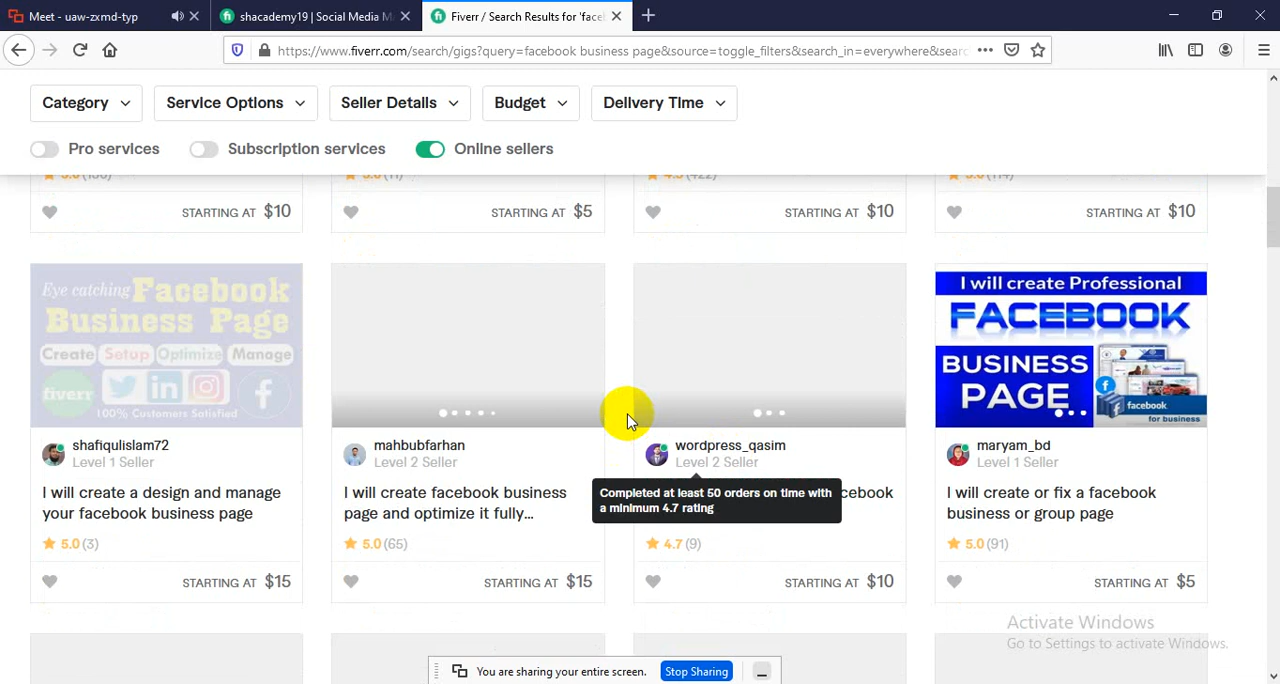 Meet - uaw-zxmd-typ
shacademy19 | Social Media M
Fiverr / Search Results for 'face
https://www.fiverr.com/search/gigs?query=facebook business page&source=toggle_filters&search_in=everywhere&searc
Category
Service Options
Seller Details
Budget
Delivery Time
Pro services
Subscription services
Online sellers
STARTING AT $10
STARTING AT $5
STARTING AT $10
STARTING AT $10
Eye catching Facebook
Business Page
Create Setup Optimize Manage
fiverr
100% Customers Satisfied
I will create Professional
FACEBOOK
BUSINESS
PAGE
facebook
for business
shafiqulislam72
Level 1 Seller
I will create a design and manage
your facebook business page
5.0 (3)
STARTING AT $15
mahbubfarhan
Level 2 Seller
I will create facebook business
page and optimize it fully...
5.0 (65)
STARTING AT $15
wordpress_qasim
Level 2 Seller
Completed at least 50 orders on time with
a minimum 4.7 rating
cebook
4.7 (9)
STARTING AT $10
maryam_bd
Level 1 Seller
I will create or fix a facebook
business or group page
5.0 (91)
STARTING AT $5
Activate Windows
Go to Settings to activate Windows.
You are sharing your entire screen.
Stop Sharing